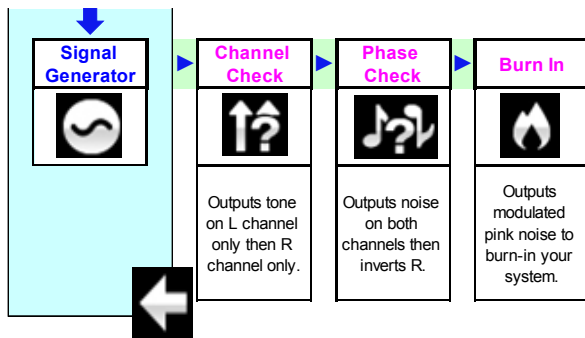 Signal
Generator
Channel
Check
Phase
Check
Burn In
Outputs tone
on L channel
only then R
channel only.
Outputs noise
on both
channels then
inverts R.
Outputs
modulated
pink noise to
burn-in your
system.